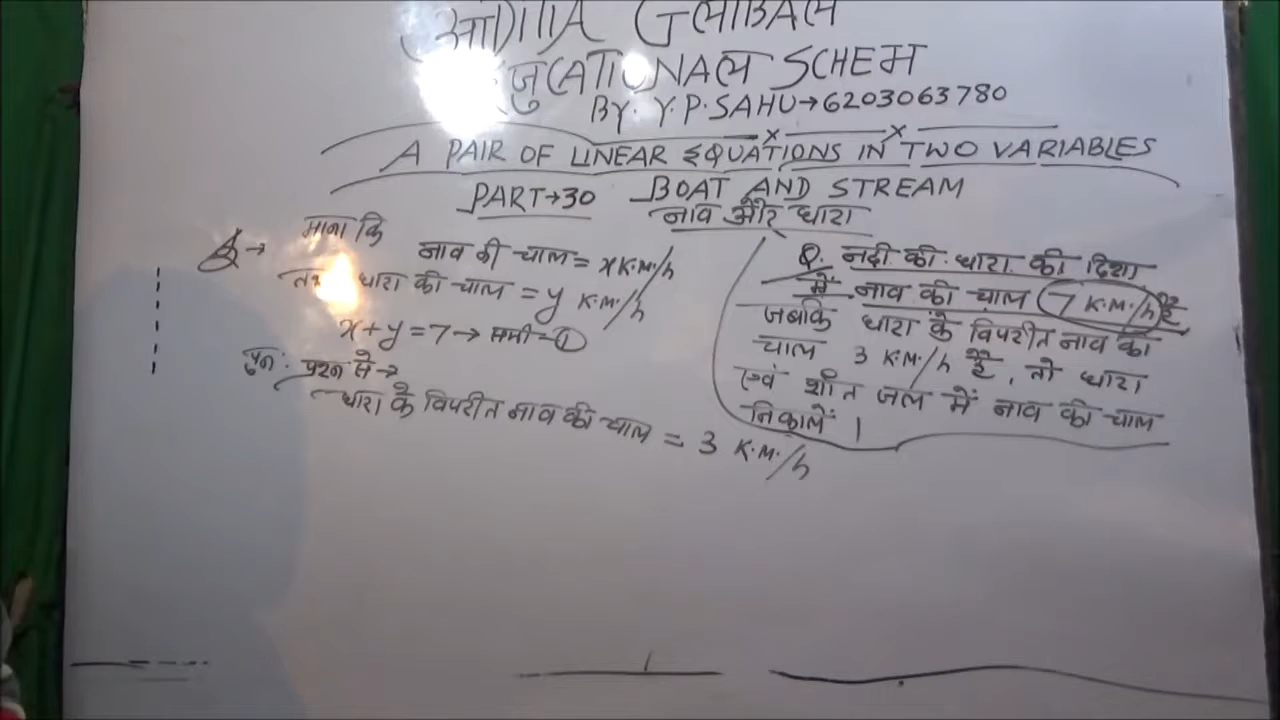 GLOBAL
SCHEM
BY. Y. P. SAHU→6203063780
A PAIR OF LINEAR EQUATIONS IN TWO VARIABLES
PART→30 BOAT AND STREAM
नाव और धारा
माना कि
नाव की चाल = x K.M./h
धारा की चाल = y K.M./h
x+y=7→ समी-①
पुनः प्रश्न से→
धारा के विपरीत नाव की चाल = 3 K.M./h
Q. नदी की धारा की दिशा
में नाव की चाल 7 K.M./h है
जबकि धारा के विपरीत नाव का
चाल 3 K.M./h है, तो धारा
एवं शांत जल में नाव की चाल
निकालें।